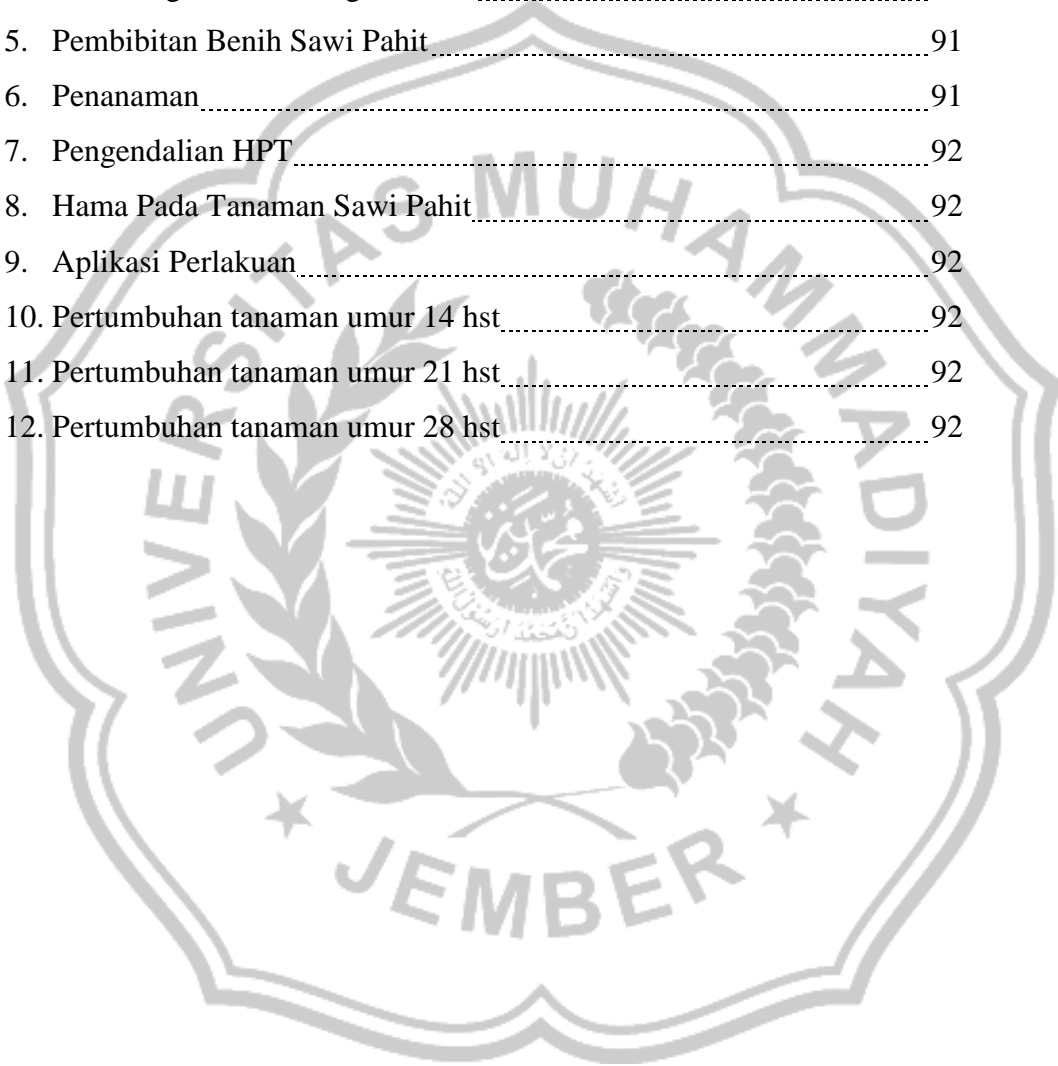 5. Pembibitan Benih Sawi Pahit 91
6. Penanaman 91
7. Pengendalian HPT 92
8. Hama Pada Tanaman Sawi Pahit 92
9. Aplikasi Perlakuan 92
10. Pertumbuhan tanaman umur 14 hst 92
11. Pertumbuhan tanaman umur 21 hst 92
12. Pertumbuhan tanaman umur 28 hst 92
UNIVERSITAS MUHAMMADIYAH
JEMBER